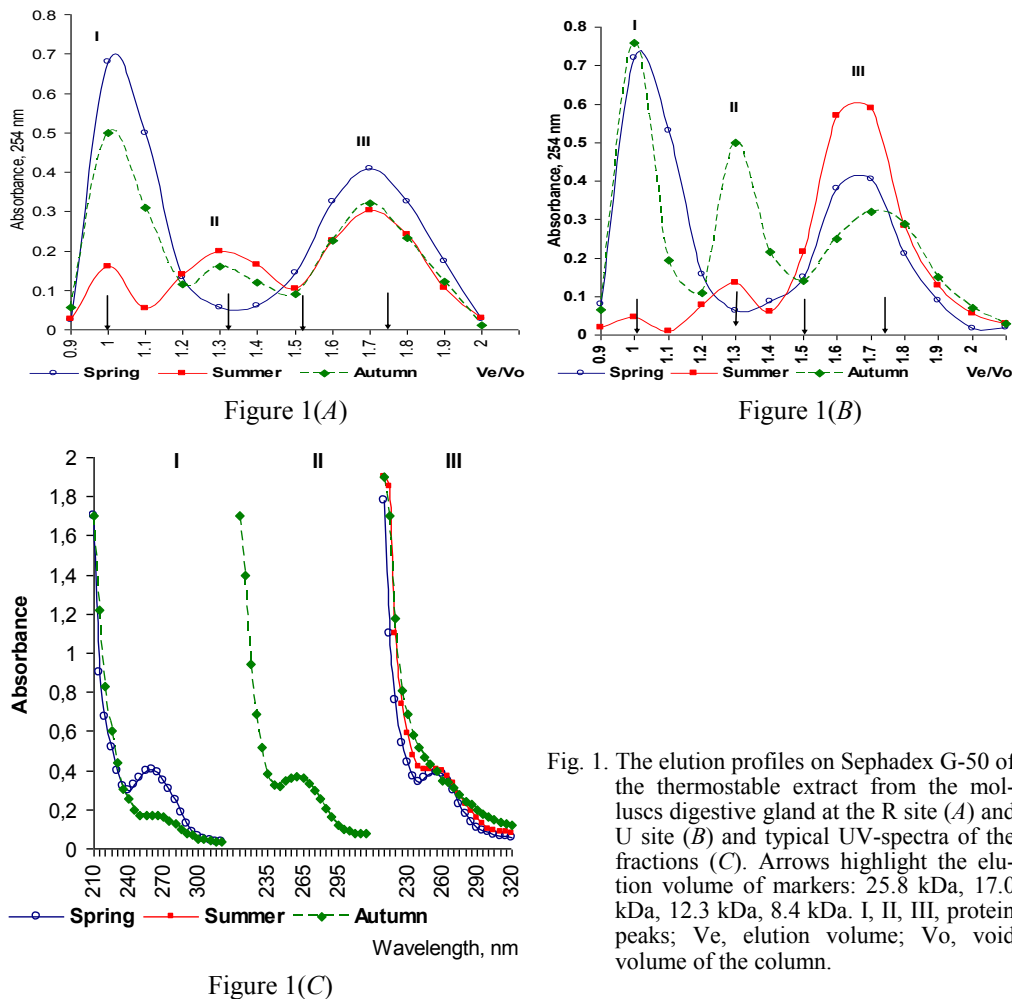 0.8
0.7
0.6
0.5
0.4
0.3
0.2
0.1
0
Absorbance, 254 nm
I
II
III
0.9 1 1.1 1.2 1.3 1.4 1.5 1.6 1.7 1.8 1.9 2
Spring Summer Autumn Ve/Vo
Figure 1(A)
0.8
0.7
0.6
0.5
0.4
0.3
0.2
0.1
0
Absorbance, 254 nm
I
II
III
0.9 1 1.1 1.2 1.3 1.4 1.5 1.6 1.7 1.8 1.9 2 2.1
Spring Summer Autumn Ve/Vo
Figure 1(B)
2
1,8
1,6
1,4
1,2
1
0,8
0,6
0,4
0,2
0
Absorbance
I II III
210 240 270 300 235 265 295 230 260 290 320
Spring Summer Autumn
Wavelength, nm
Figure 1(C)
Fig. 1. The elution profiles on Sephadex G-50 of
the thermostable extract from the mol-
luscs digestive gland at the R site (A) and
U site (B) and typical UV-spectra of the
fractions (C). Arrows highlight the elu-
tion volume of markers: 25.8 kDa, 17.0
kDa, 12.3 kDa, 8.4 kDa. I, II, III, protein
peaks; Ve, elution volume; Vo, void
volume of the column.